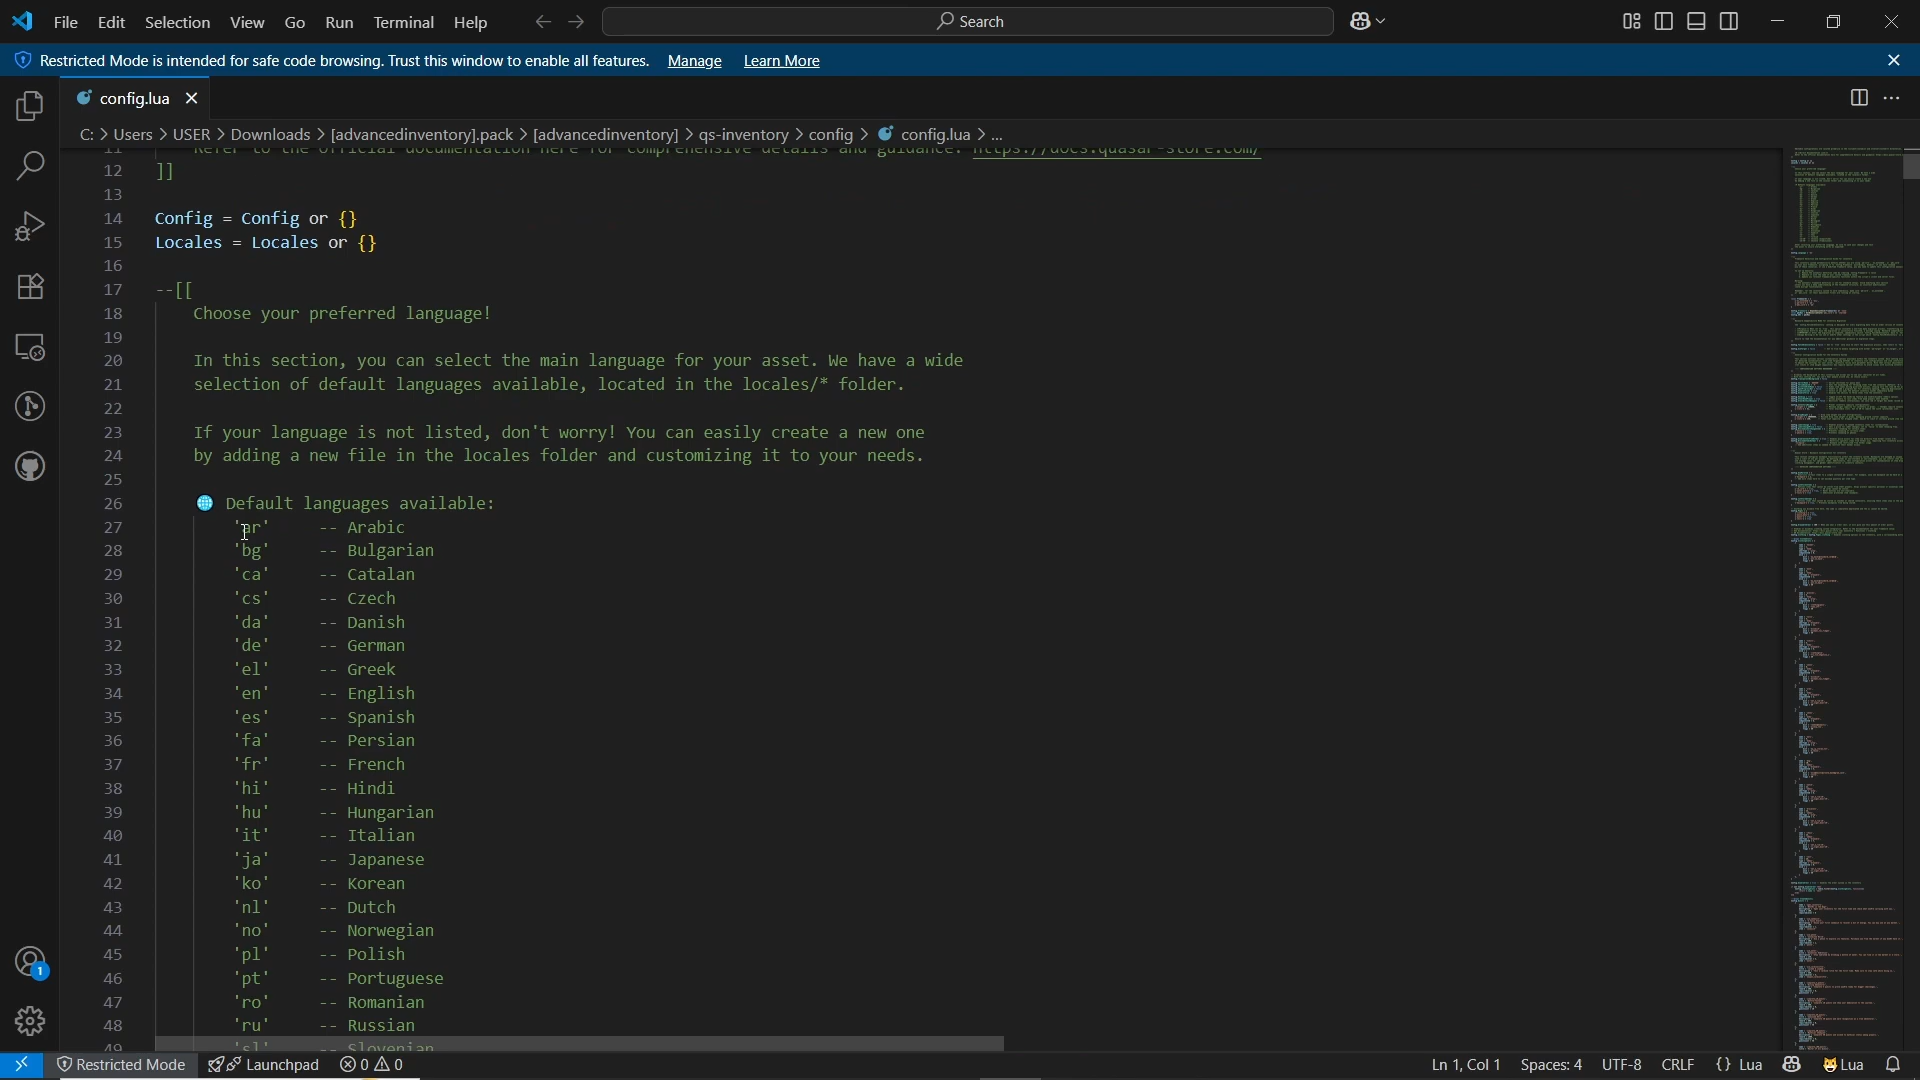 File Edit Selection View Go Run Terminal Help
Search
Restricted Mode is intended for safe code browsing. Trust this window to enable all features. Manage Learn More
config.lua
C: > Users > USER > Downloads > [advancedinventory].pack > [advancedinventory] > qs-inventory > config > config.lua > ...
11 Refer to the official documentation here for comprehensive details and guidance: https://docs.quasar-store.com/
12 ]]
13
14 Config = Config or {}
15 Locales = Locales or {}
16
17 --[[
18 Choose your preferred language!
19
20 In this section, you can select the main language for your asset. We have a wide
21 selection of default languages available, located in the locales/* folder.
22
23 If your language is not listed, don't worry! You can easily create a new one
24 by adding a new file in the locales folder and customizing it to your needs.
25
26 🌐 Default languages available:
27 'ar' -- Arabic
28 'bg' -- Bulgarian
29 'ca' -- Catalan
30 'cs' -- Czech
31 'da' -- Danish
32 'de' -- German
33 'el' -- Greek
34 'en' -- English
35 'es' -- Spanish
36 'fa' -- Persian
37 'fr' -- French
38 'hi' -- Hindi
39 'hu' -- Hungarian
40 'it' -- Italian
41 'ja' -- Japanese
42 'ko' -- Korean
43 'nl' -- Dutch
44 'no' -- Norwegian
45 'pl' -- Polish
46 'pt' -- Portuguese
47 'ro' -- Romanian
48 'ru' -- Russian
49 'sl' -- Slovenian
1
Restricted Mode Launchpad 0 0 Ln 1, Col 1 Spaces: 4 UTF-8 CRLF {} Lua Lua